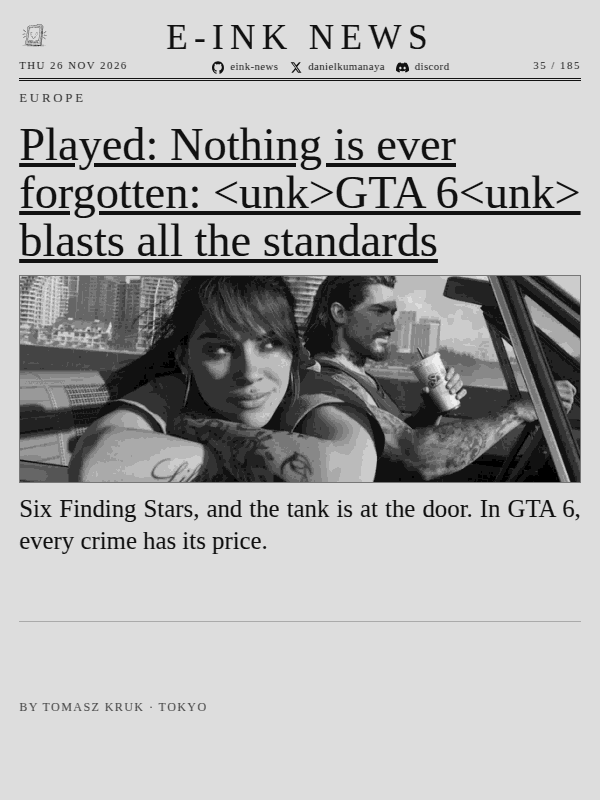 E-INK NEWS
THU 26 NOV 2026
eink-news danielkumanaya discord
35 / 185
EUROPE
Played: Nothing is ever
forgotten: <unk>GTA 6<unk>
blasts all the standards
Six Finding Stars, and the tank is at the door. In GTA 6,
every crime has its price.
BY TOMASZ KRUK · TOKYO